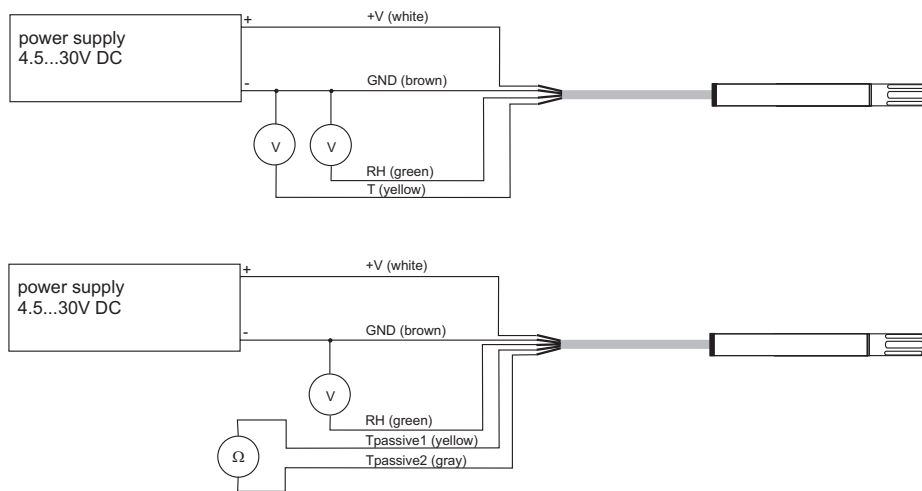 +
+V (white)
power supply
4.5...30V DC
-
GND (brown)
V
V
RH (green)
T (yellow)
+
+V (white)
power supply
4.5...30V DC
-
GND (brown)
V
RH (green)
Tpassive1 (yellow)
Ω
Tpassive2 (gray)